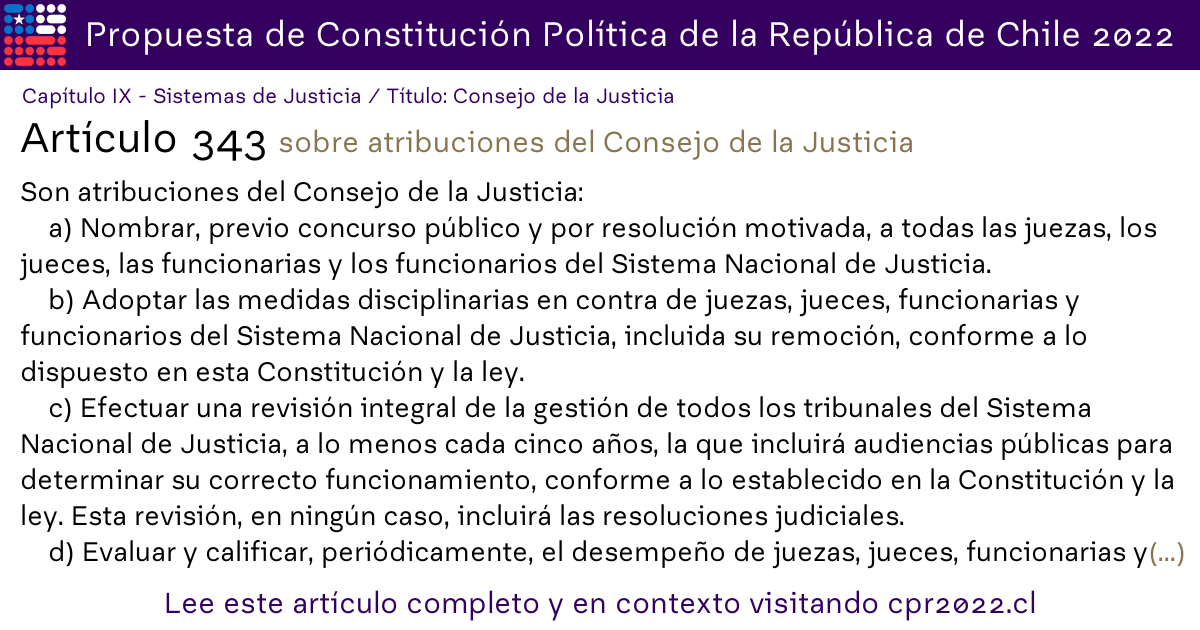 Propuesta de Constitución Política de la República de Chile 2022
Capítulo IX - Sistemas de Justicia / Título: Consejo de la Justicia
Artículo 343 sobre atribuciones del Consejo de la Justicia
Son atribuciones del Consejo de la Justicia:
a) Nombrar, previo concurso público y por resolución motivada, a todas las juezas, los
jueces, las funcionarias y los funcionarios del Sistema Nacional de Justicia.
b) Adoptar las medidas disciplinarias en contra de juezas, jueces, funcionarias y
funcionarios del Sistema Nacional de Justicia, incluida su remoción, conforme a lo
dispuesto en esta Constitución y la ley.
c) Efectuar una revisión integral de la gestión de todos los tribunales del Sistema
Nacional de Justicia, a lo menos cada cinco años, la que incluirá audiencias públicas para
determinar su correcto funcionamiento, conforme a lo establecido en la Constitución y la
ley. Esta revisión, en ningún caso, incluirá las resoluciones judiciales.
d) Evaluar y calificar, periódicamente, el desempeño de juezas, jueces, funcionarias y(...)
Lee este artículo completo y en contexto visitando cpr2022.cl